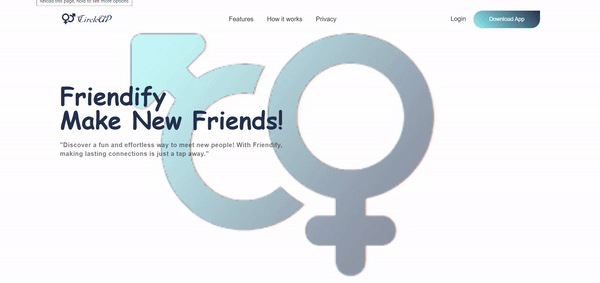 Reload this page, hold to see more options
CircleUP
Features How it works Privacy
Login Download App
Friendify
Make New Friends!
"Discover a fun and effortless way to meet new people! With Friendify,
making lasting connections is just a tap away."